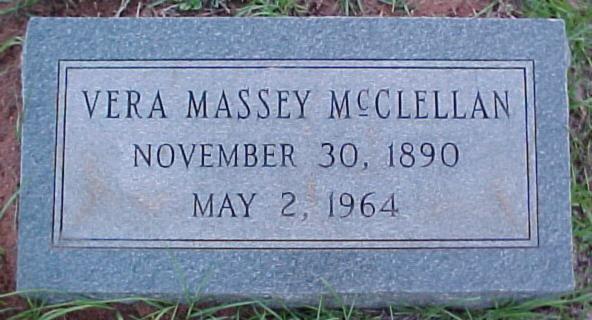 VERA MASSEY McCLELLAN
NOVEMBER 30, 1890
MAY 2, 1964